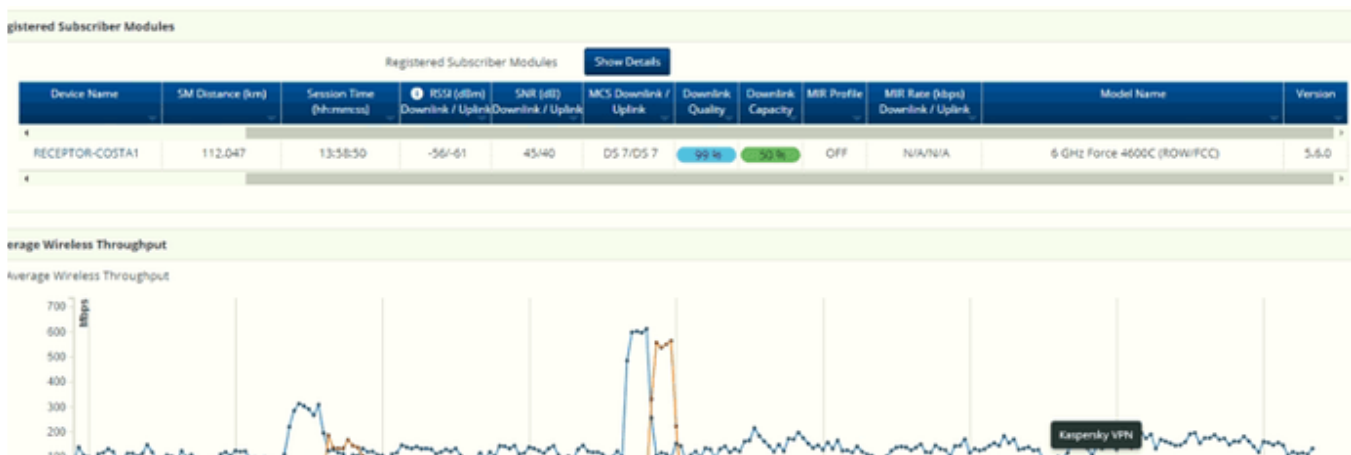 gistered Subscriber Modules
Registered Subscriber Modules Show Details
Device Name SM Distance (km) Session Time (hh:mm:ss) RSSI (dBm) Downlink / Uplink SNR (dB) Downlink / Uplink MCS Downlink / Uplink Downlink Quality Downlink Capacity MIR Profile MIR Rate (kbps) Downlink / Uplink Model Name Version
RECEPTOR-COSTA1 112.047 13:58:50 -56/-61 45/40 DS 7/DS 7 99 % 50 % OFF N/A/N/A 6 GHz Force 4600C (ROW/FCC) 5.6.0
erage Wireless Throughput
Average Wireless Throughput
Mbps
700
600
500
400
300
200
100
Kaspersky VPN